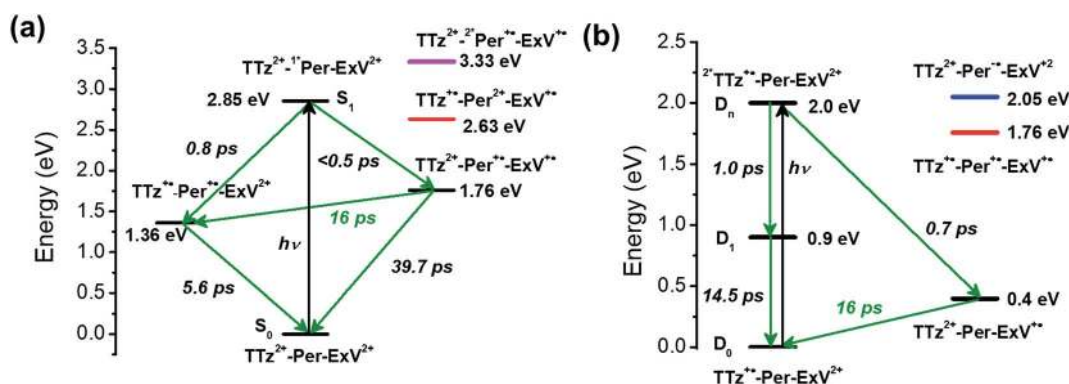 (a)
TTz²⁺-²*Per⁺•-ExV⁺•
3.33 eV
TTz²⁺-¹*Per-ExV²⁺
2.85 eV
S₁
TTz⁺•-Per²⁺-ExV⁺•
2.63 eV
0.8 ps
<0.5 ps
TTz²⁺-Per⁺•-ExV⁺•
1.76 eV
TTz⁺•-Per⁺•-ExV²⁺
1.36 eV
16 ps
hν
5.6 ps
39.7 ps
S₀
TTz²⁺-Per-ExV²⁺
Energy (eV)
3.5
3.0
2.5
2.0
1.5
1.0
0.5
0.0
(b)
²*TTz⁺•-Per-ExV²⁺
Dₙ
2.0 eV
TTz²⁺-Per⁻•-ExV⁺²
2.05 eV
1.76 eV
TTz⁺•-Per⁺•-ExV⁺•
1.0 ps
hν
0.7 ps
D₁
0.9 eV
14.5 ps
16 ps
0.4 eV
TTz²⁺-Per-ExV⁺•
D₀
TTz⁺•-Per-ExV²⁺
Energy (eV)
2.5
2.0
1.5
1.0
0.5
0.0